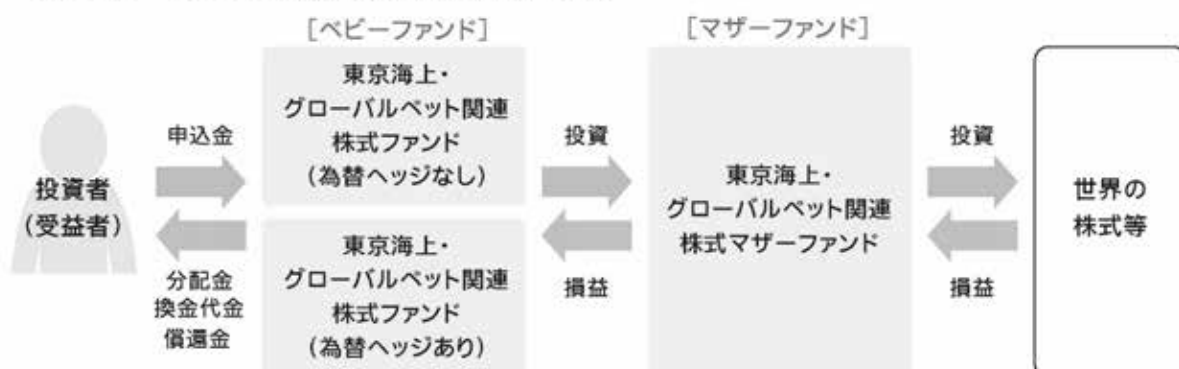 [ベビーファンド]
[マザーファンド]
投資者
(受益者)
申込金
分配金
換金代金
償還金
東京海上・
グローバルペット関連
株式ファンド
(為替ヘッジなし)
東京海上・
グローバルペット関連
株式ファンド
(為替ヘッジあり)
投資
損益
東京海上・
グローバルペット関連
株式マザーファンド
投資
損益
世界の
株式等